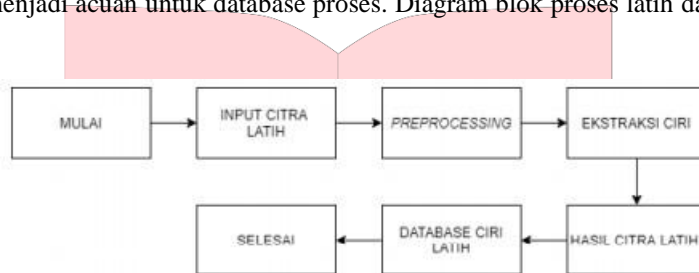 menjadi acuan untuk database proses. Diagram blok proses latih da
MULAI
INPUT CITRA
LATIH
PREPROCESSING
EKSTRAKSI CIRI
SELESAI
DATABASE CIRI
LATIH
HASIL CITRA LATIH